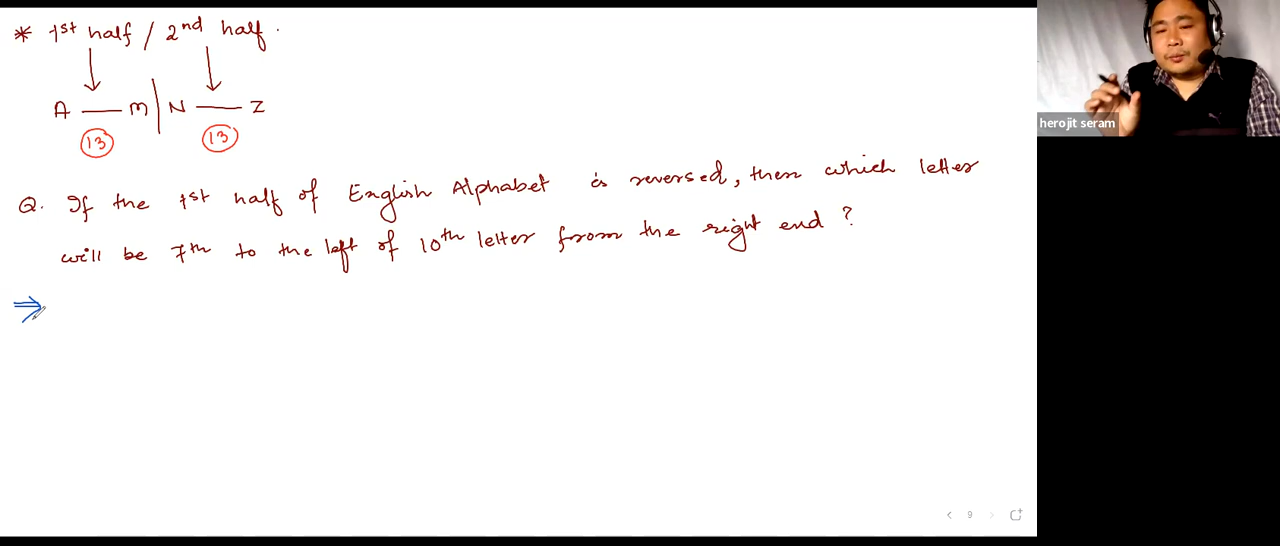 * 1st half / 2nd half.
A — M | N — Z
13 13
Q. If the 1st half of English Alphabet is reversed, then which letter
will be 7th to the left of 10th letter from the right end?
⇒
herojit seram
9